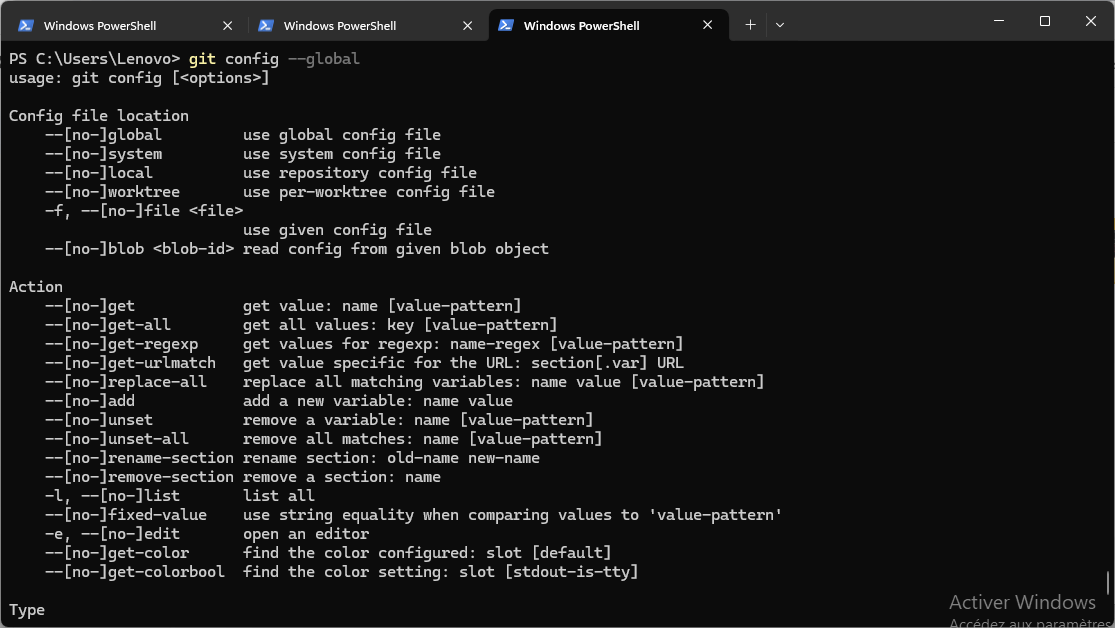 Windows PowerShell
Windows PowerShell
Windows PowerShell
PS C:\Users\Lenovo> git config --global
usage: git config [<options>]
Config file location
    --[no-]global         use global config file
    --[no-]system         use system config file
    --[no-]local          use repository config file
    --[no-]worktree       use per-worktree config file
    -f, --[no-]file <file>
                          use given config file
    --[no-]blob <blob-id> read config from given blob object
Action
    --[no-]get            get value: name [value-pattern]
    --[no-]get-all        get all values: key [value-pattern]
    --[no-]get-regexp     get values for regexp: name-regex [value-pattern]
    --[no-]get-urlmatch   get value specific for the URL: section[.var] URL
    --[no-]replace-all    replace all matching variables: name value [value-pattern]
    --[no-]add            add a new variable: name value
    --[no-]unset          remove a variable: name [value-pattern]
    --[no-]unset-all      remove all matches: name [value-pattern]
    --[no-]rename-section rename section: old-name new-name
    --[no-]remove-section remove a section: name
    -l, --[no-]list       list all
    --[no-]fixed-value    use string equality when comparing values to 'value-pattern'
    -e, --[no-]edit       open an editor
    --[no-]get-color      find the color configured: slot [default]
    --[no-]get-colorbool  find the color setting: slot [stdout-is-tty]
Type
Activer Windows
Accédez aux paramètres